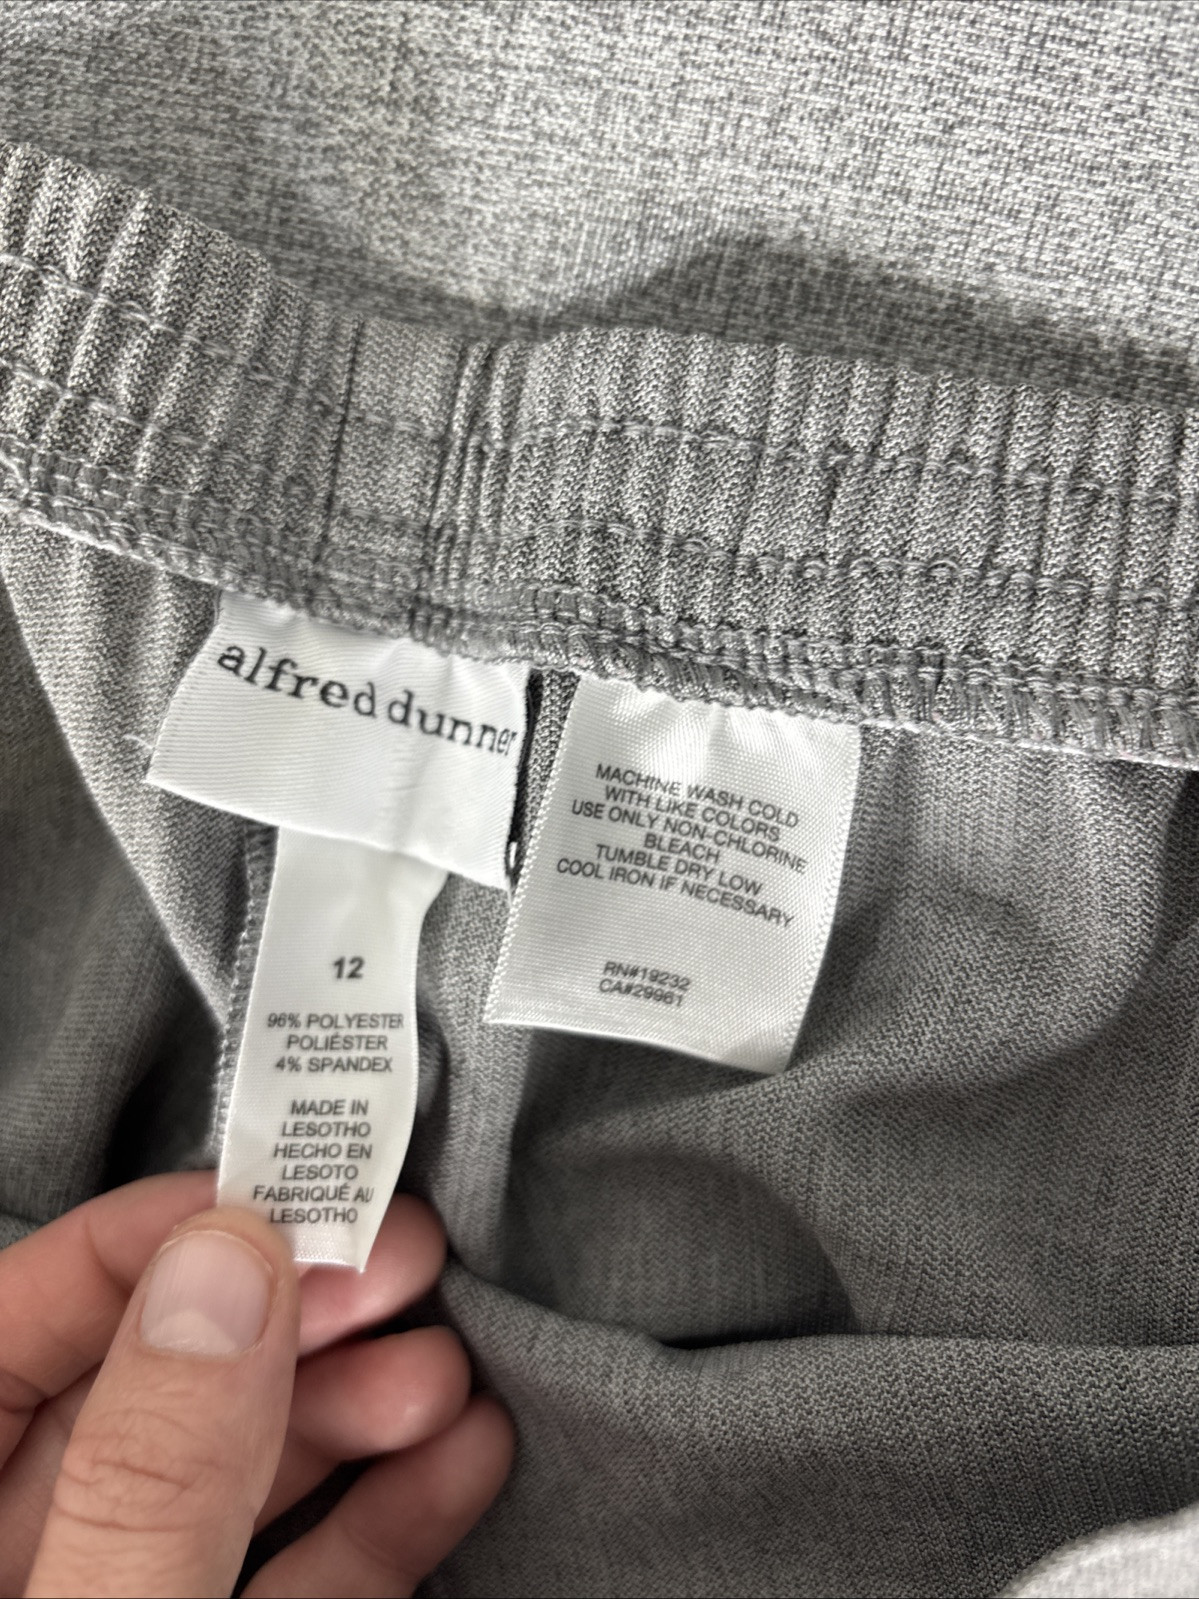 alfred dunner
12
96% POLYESTER
POLIÉSTER
4% SPANDEX
MADE IN
LESOTHO
HECHO EN
LESOTO
FABRIQUÉ AU
LESOTHO
MACHINE WASH COLD
WITH LIKE COLORS
USE ONLY NON-CHLORINE
BLEACH
TUMBLE DRY LOW
COOL IRON IF NECESSARY
RN#19232
CA#29961